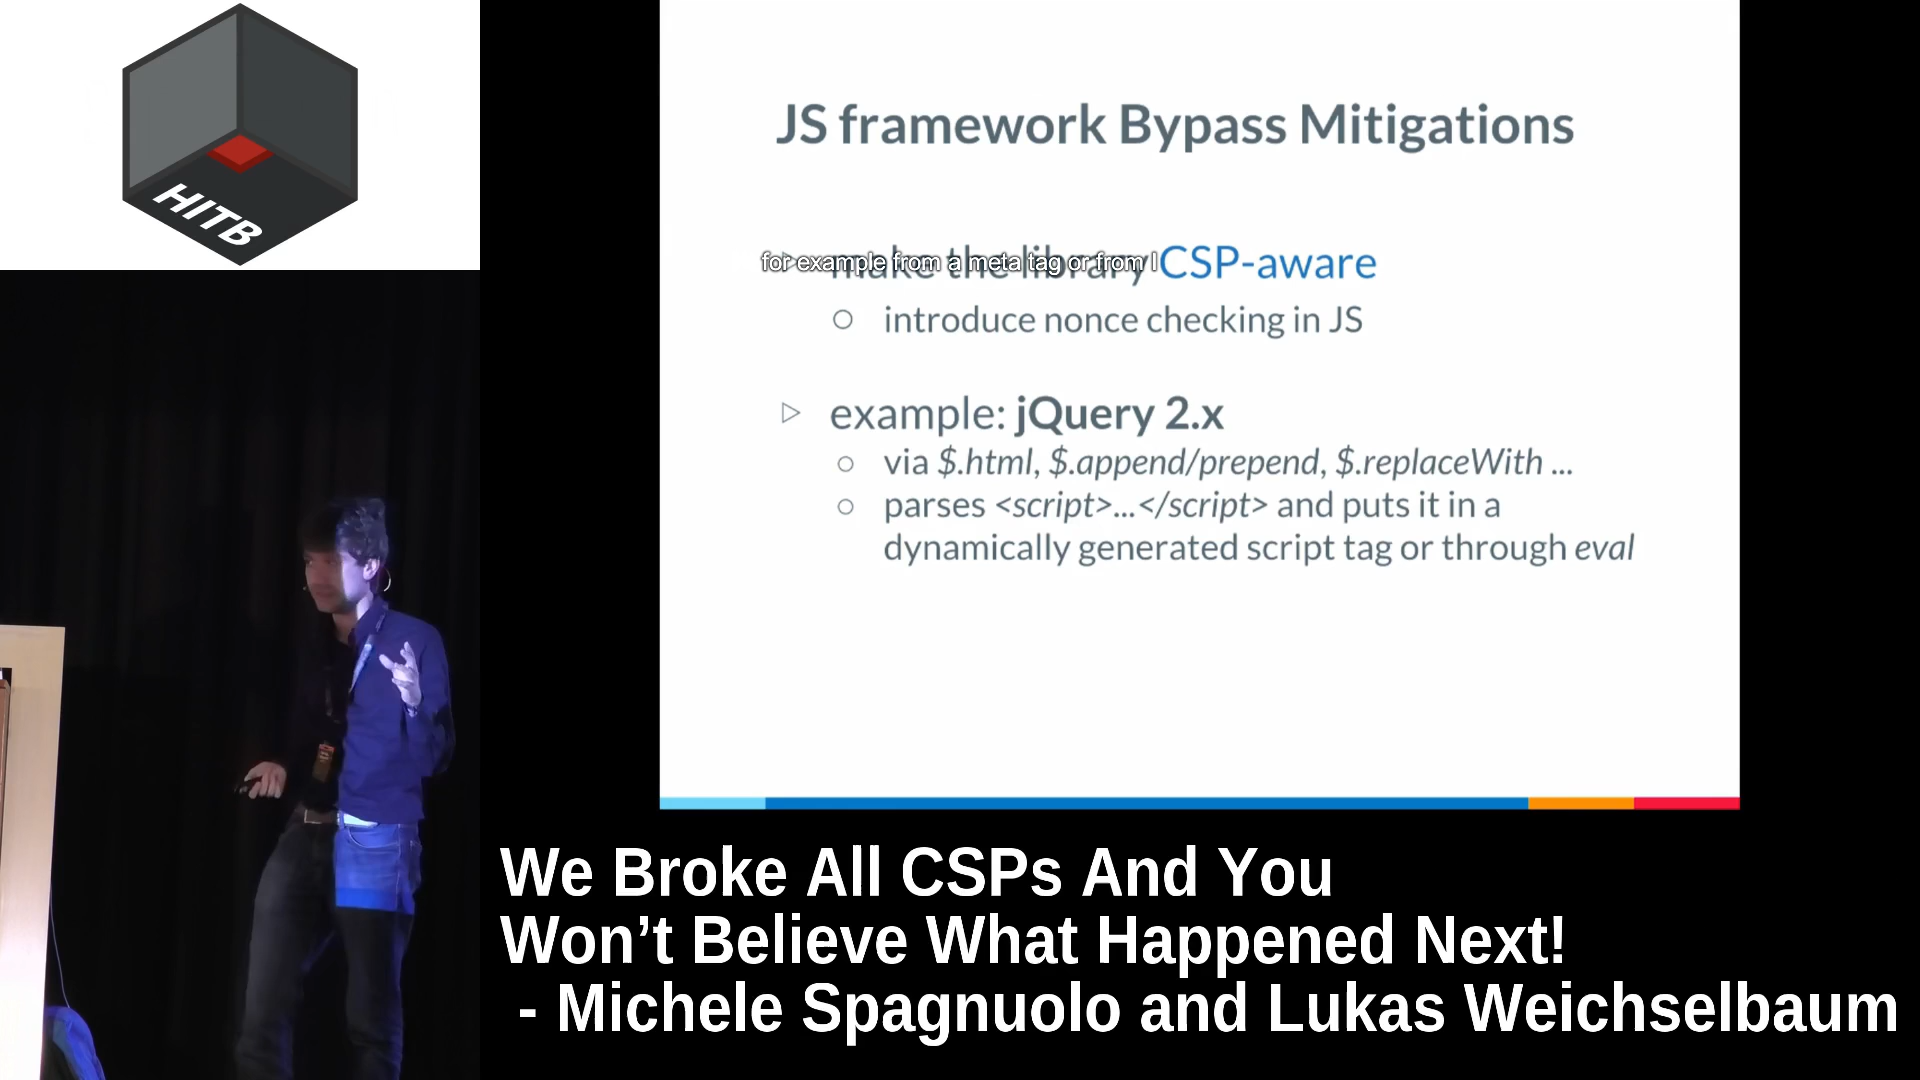 HITB
JS framework Bypass Mitigations
make the library CSP-aware
for example from a meta tag or from I
introduce nonce checking in JS
example: jQuery 2.x
via $.html, $.append/prepend, $.replaceWith ...
parses <script>...</script> and puts it in a
dynamically generated script tag or through eval
We Broke All CSPs And You
Won’t Believe What Happened Next!
- Michele Spagnuolo and Lukas Weichselbaum